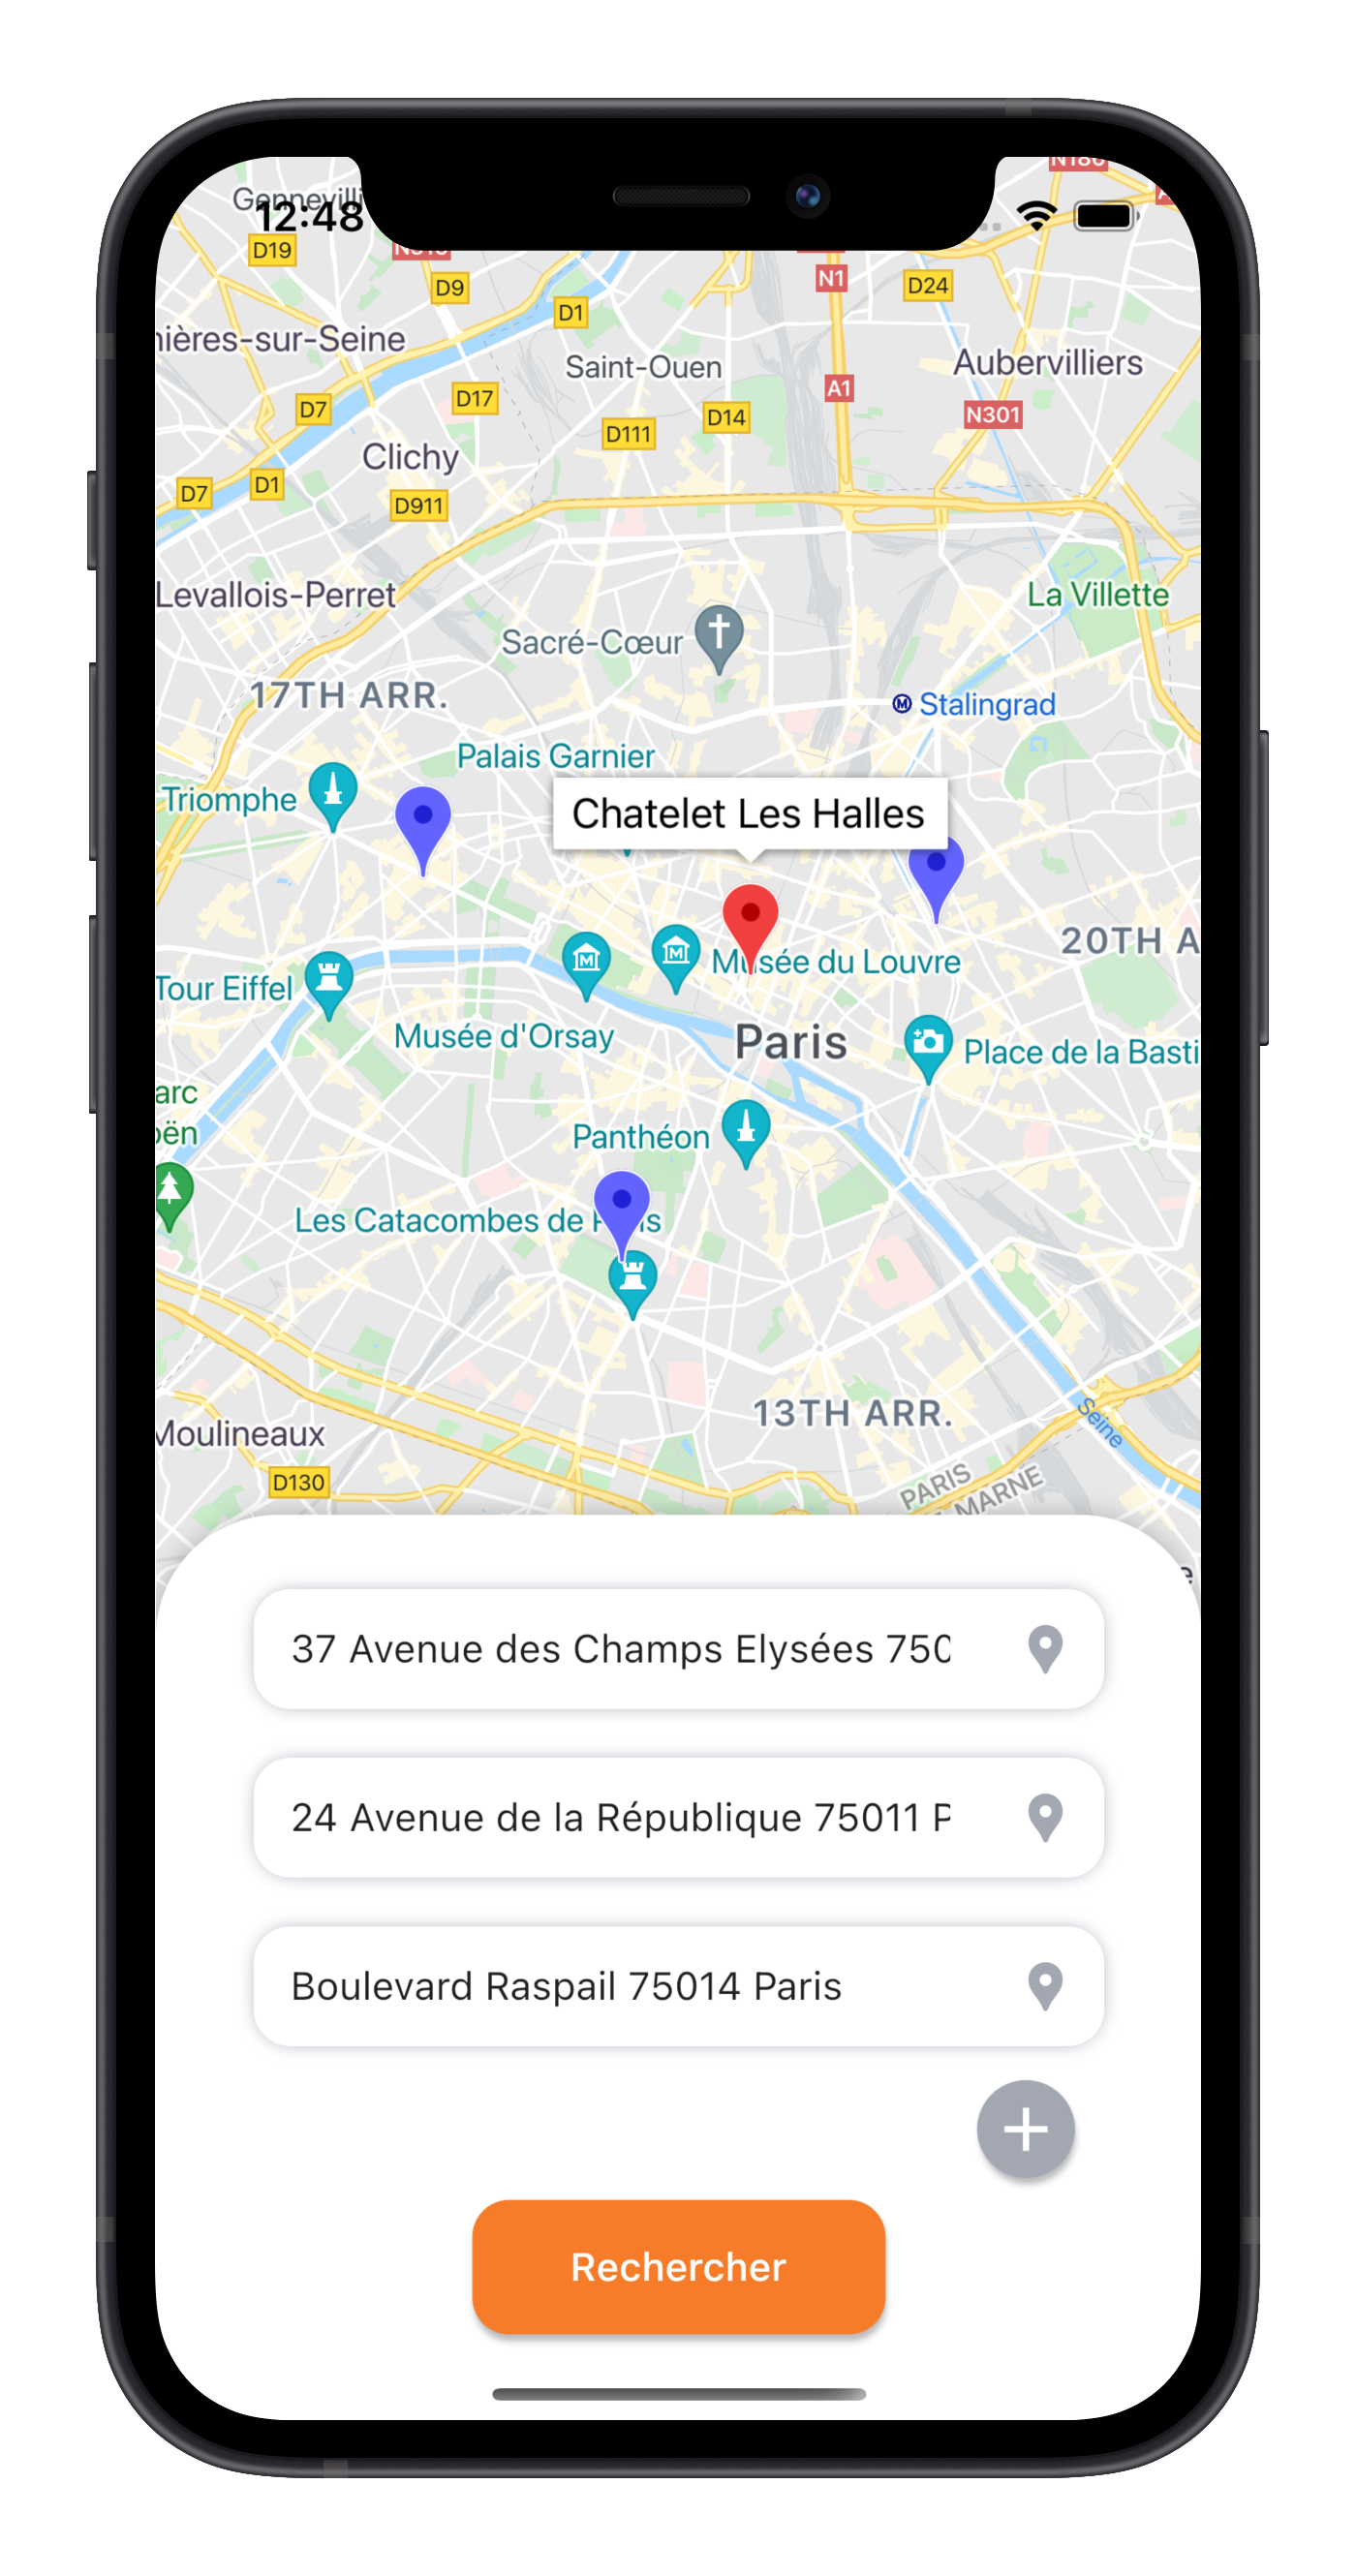 12:48
D19
N1
D24
D9
D1
nières-sur-Seine
Saint-Ouen
Aubervilliers
A1
D17
D7
D14
N301
D111
Clichy
D1
D7
D911
Levallois-Perret
La Villette
Sacré-Cœur
17TH ARR.
M Stalingrad
Palais Garnier
Triomphe
Chatelet Les Halles
20TH A
Musée du Louvre
Tour Eiffel
Musée d'Orsay
Paris
Place de la Basti
arc
oën
Panthéon
Les Catacombes de P is
13TH ARR.
Seine
Moulineaux
D130
PARIS
MARNE
37 Avenue des Champs Elysées 750
24 Avenue de la République 75011 P
Boulevard Raspail 75014 Paris
+
Rechercher